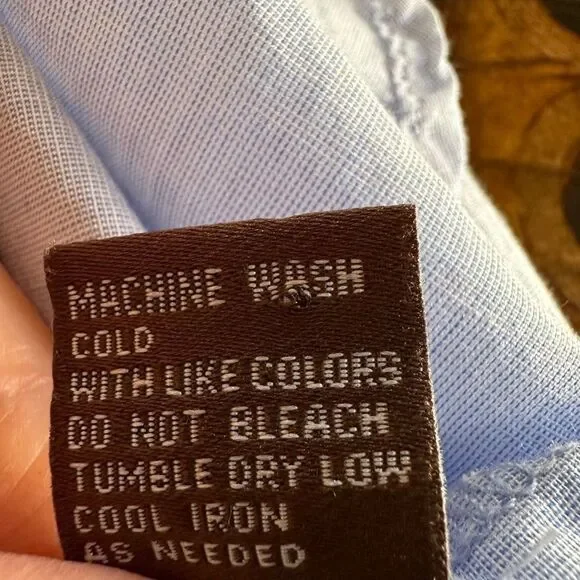 MACHINE WASH
COLD
WITH LIKE COLORS
DO NOT BLEACH
TUMBLE DRY LOW
COOL IRON
AS NEEDED